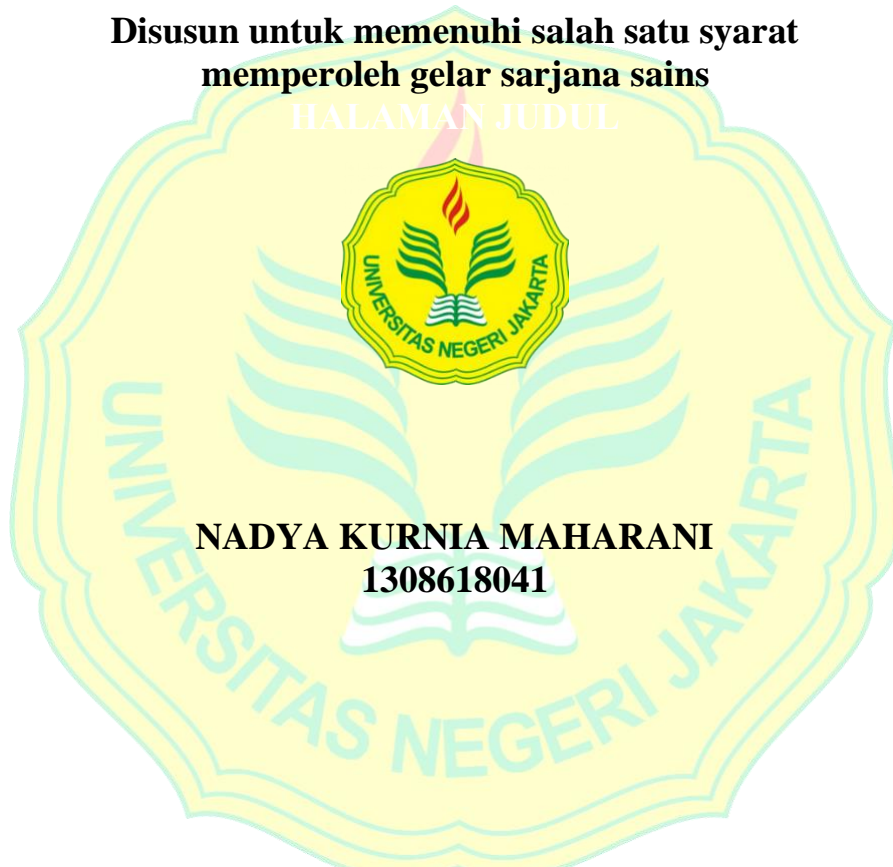 Disusun untuk memenuhi salah satu syarat
memperoleh gelar sarjana sains
HALAMAN JUDUL
UNIVERSITAS NEGERI JAKARTA
NADYA KURNIA MAHARANI
1308618041
UNIVERSITAS NEGERI JAKARTA